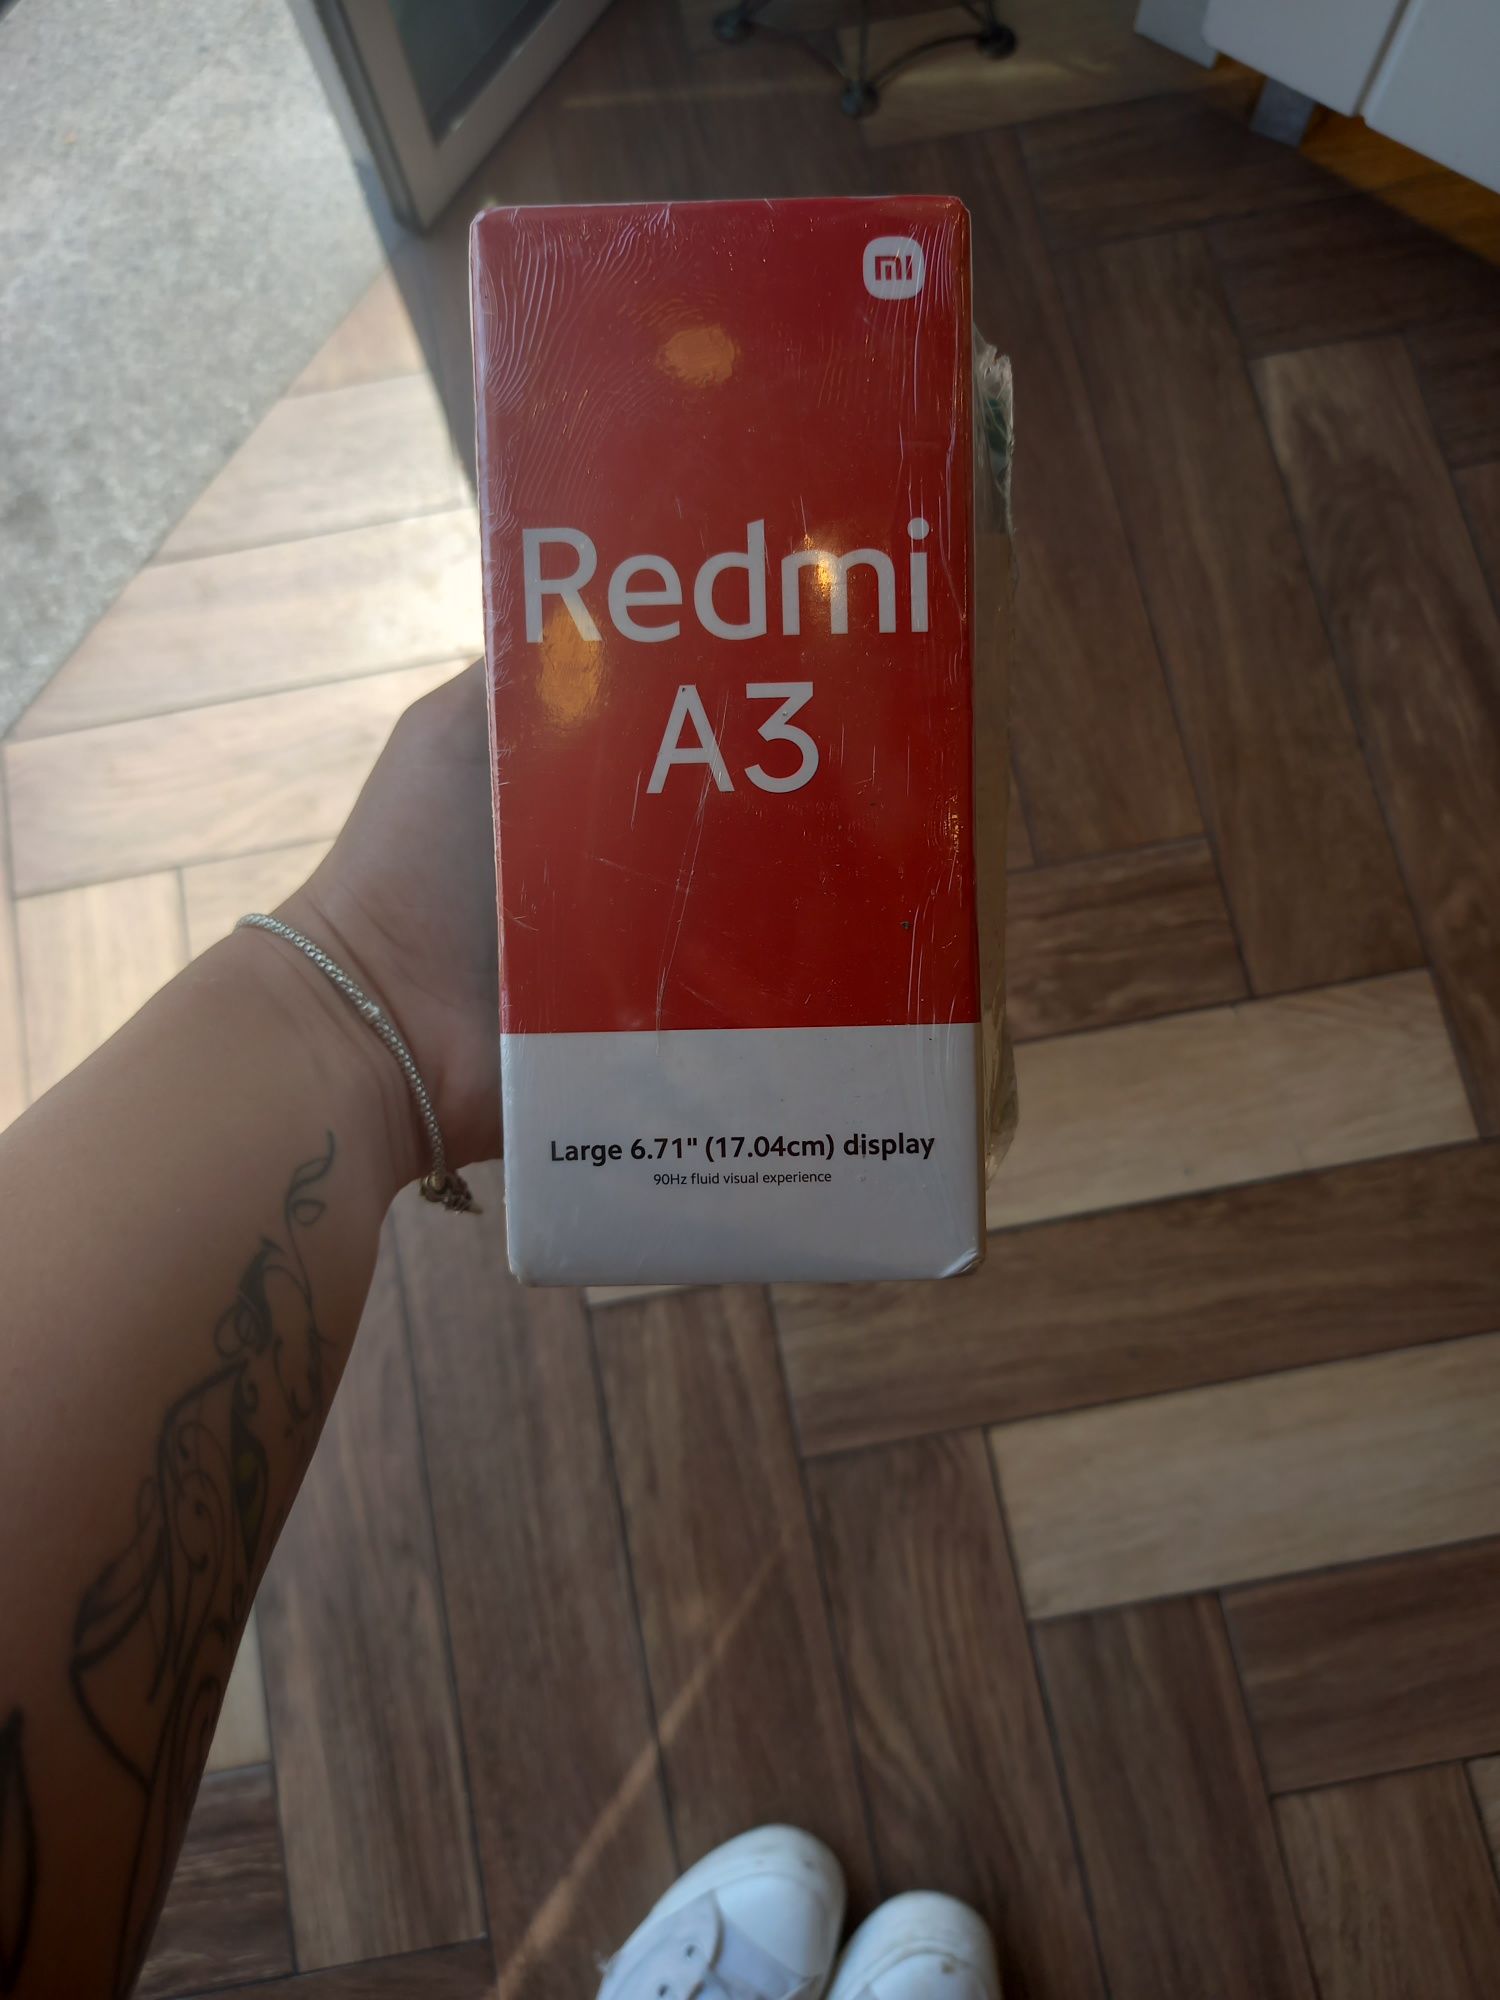 mi
Redmi
A3
Large 6.71" (17.04cm) display
90Hz fluid visual experience